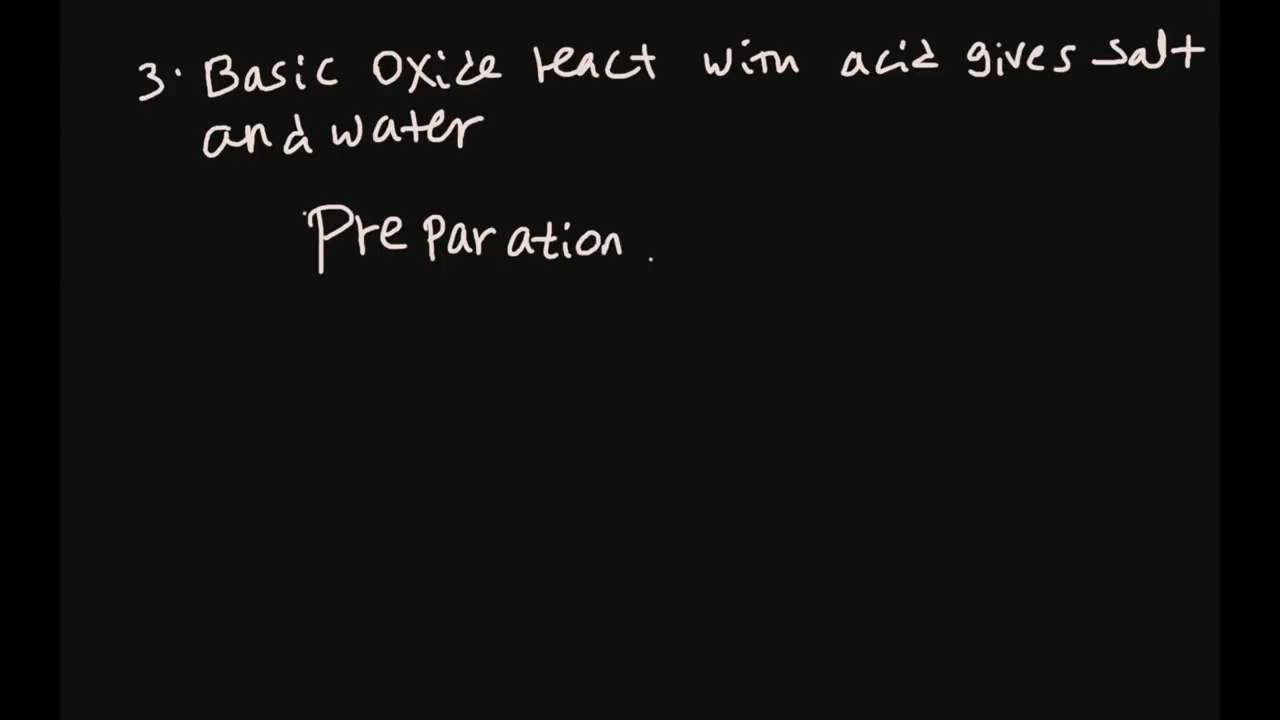 3. Basic Oxide react with acid gives salt
and water
Preparation.